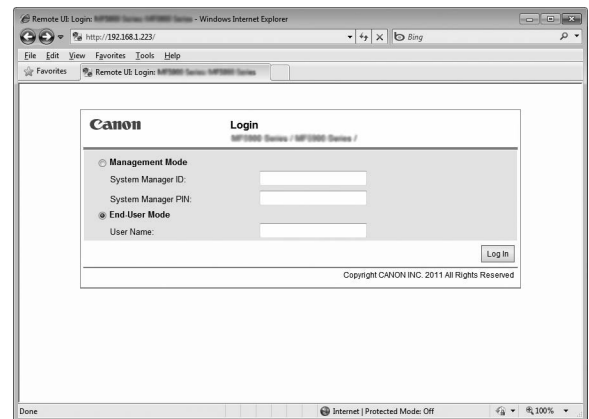 Remote UI: Login: - Windows Internet Explorer
http://192.168.1.223/
Bing
File Edit View Favorites Tools Help
Favorites
Remote UI: Login:
Canon
Login
Management Mode
System Manager ID:
System Manager PIN:
End-User Mode
User Name:
Log In
Copyright CANON INC. 2011 All Rights Reserved
Done
Internet | Protected Mode: Off
100%